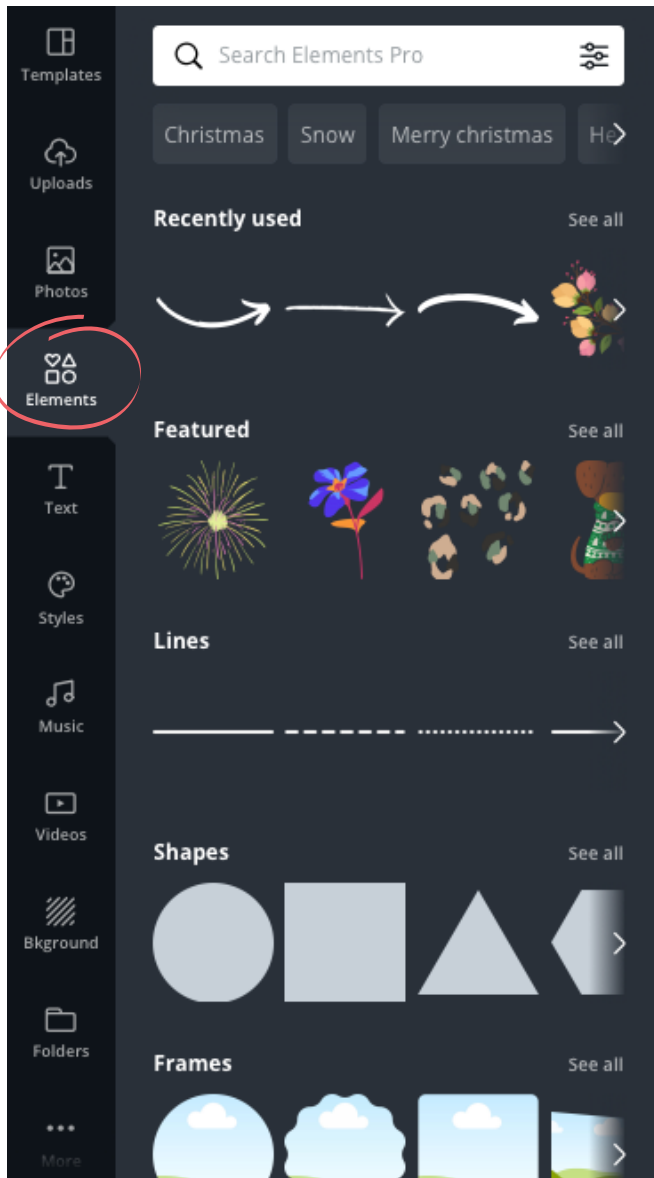 Templates
Uploads
Photos
Elements
Text
Styles
Music
Videos
Bkground
Folders
More
Search Elements Pro
Christmas Snow Merry christmas
Recently used See all
Featured See all
Lines See all
Shapes See all
Frames See all